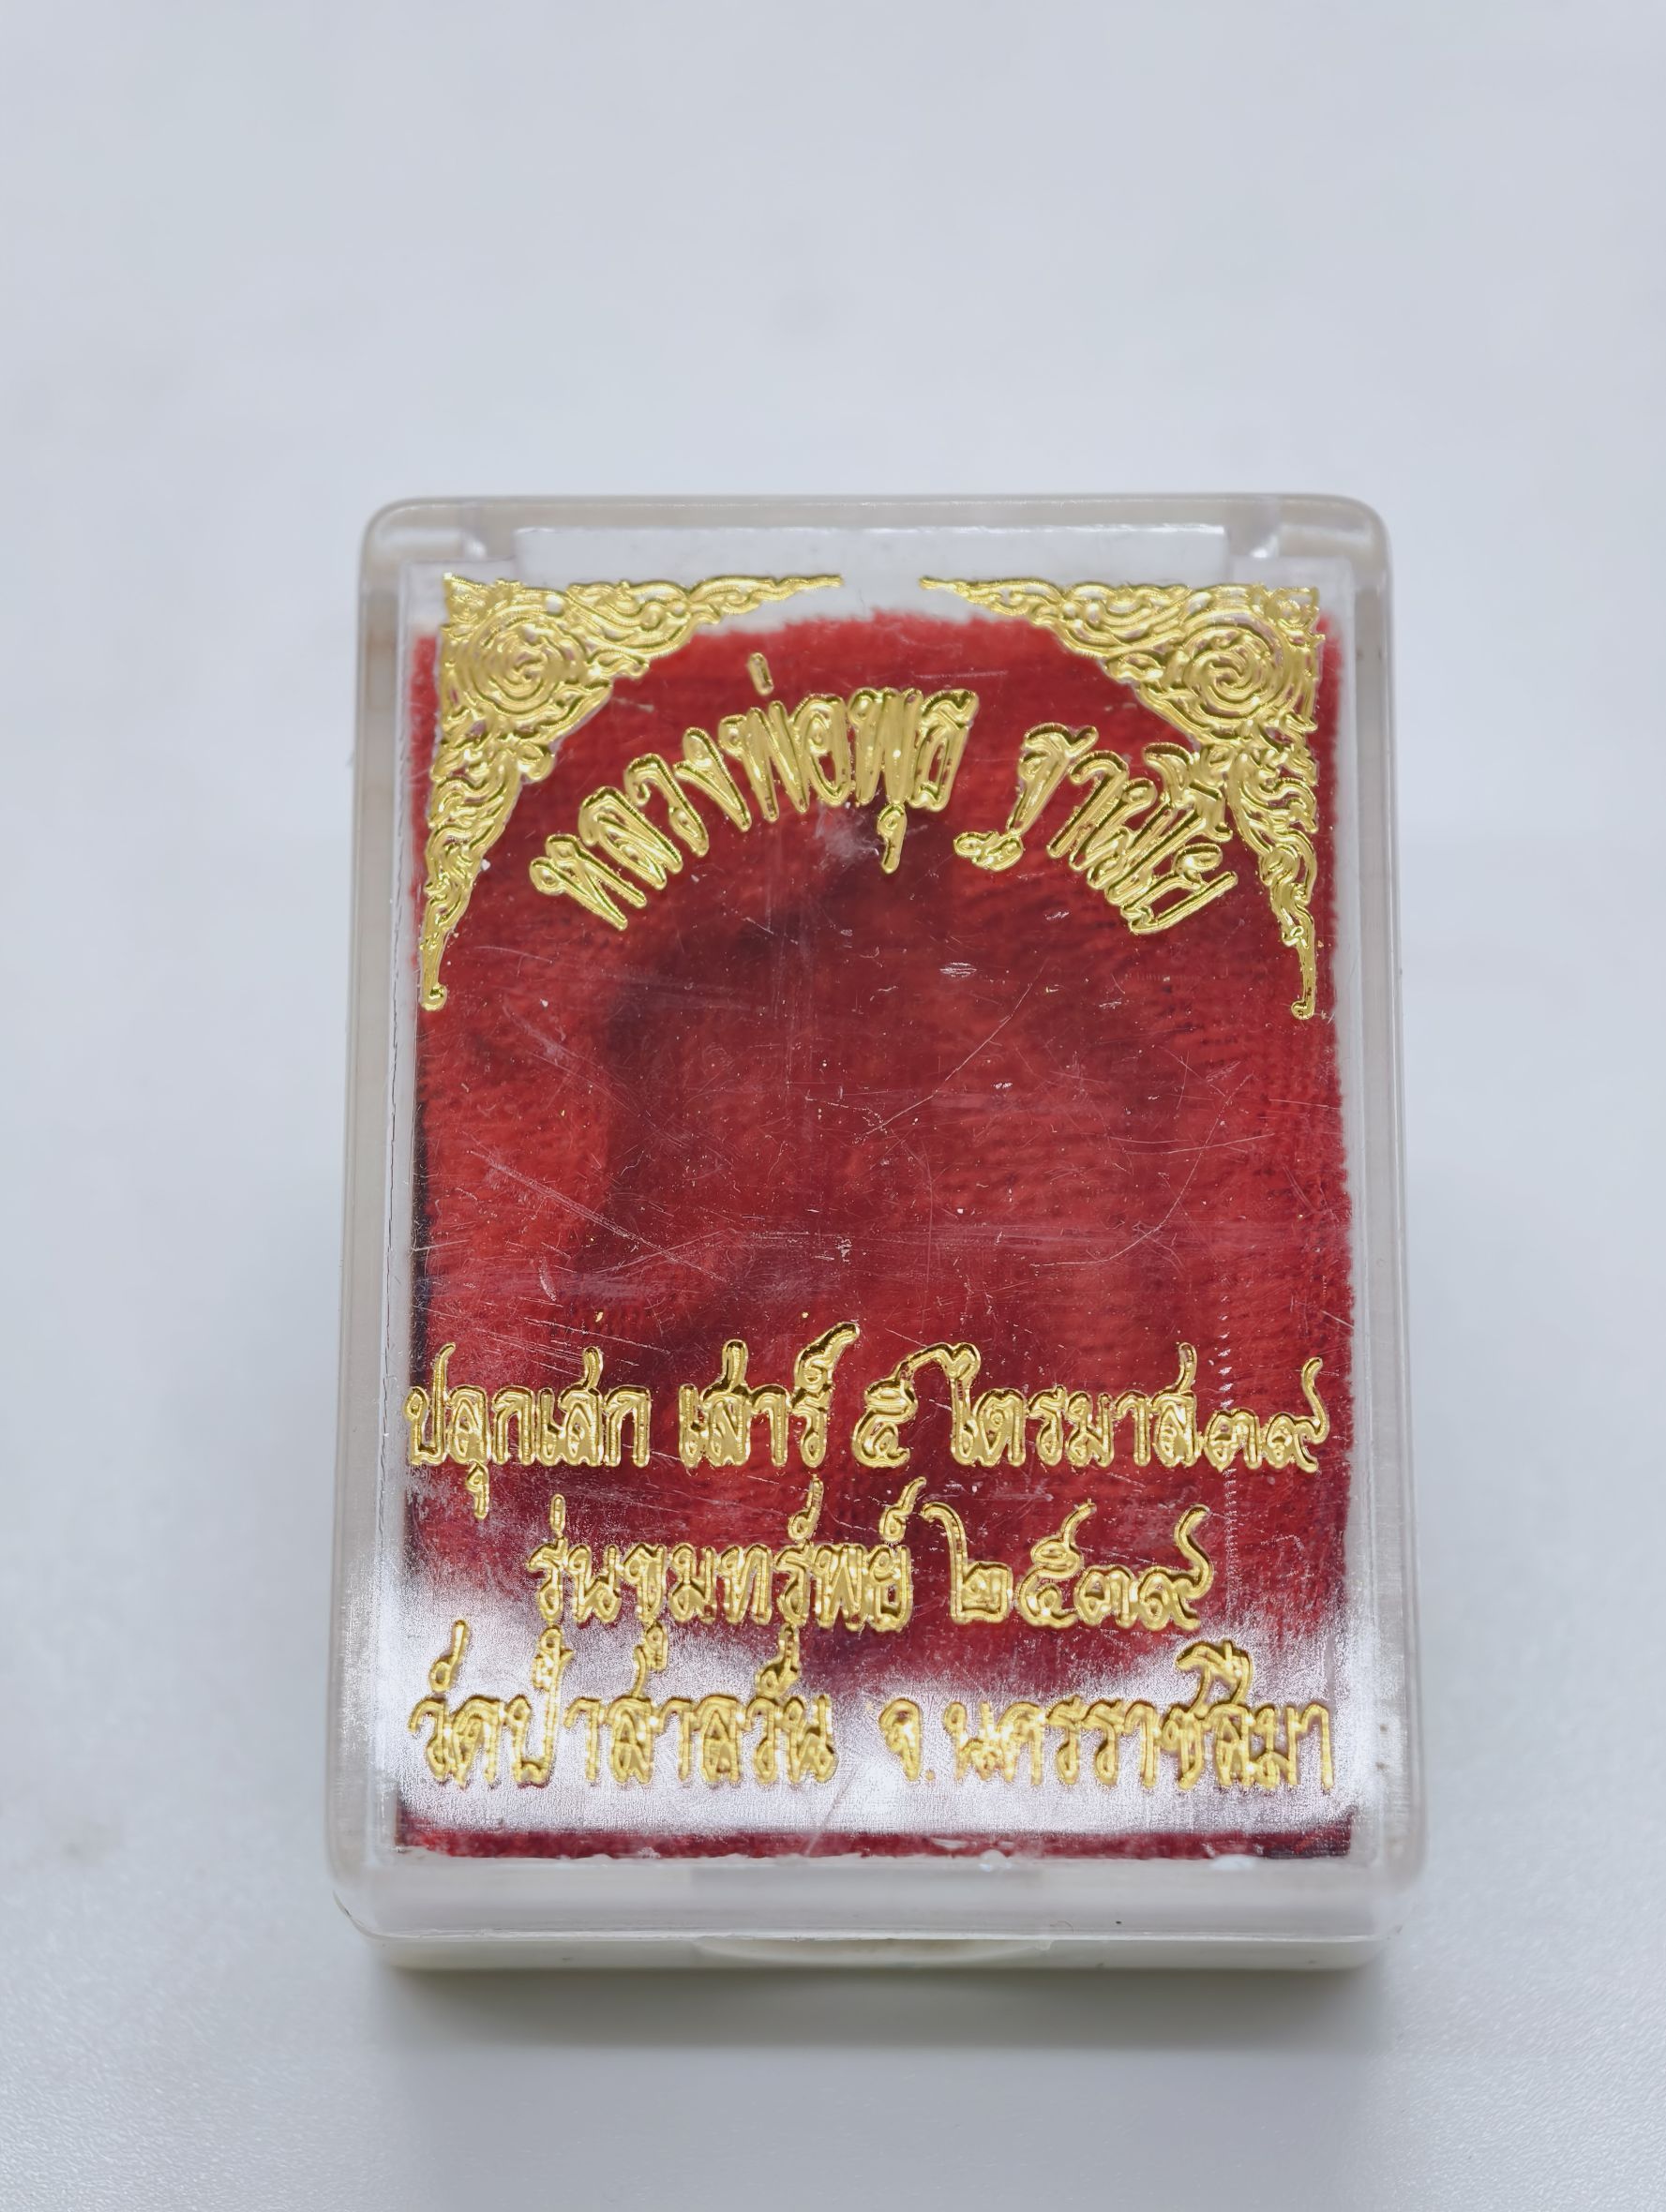 หลวงพ่อพุธ ฐานิโย
ปลุกเสก เสาร์ ๕ ไตรมาส๓๙
รุ่นขุมทรัพย์ ๒๕๓๙
วัดป่าสาลวัน จ.นครราชสีมา